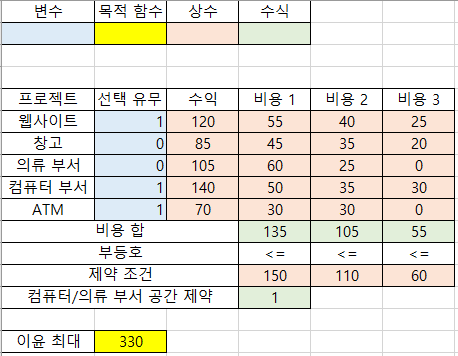 변수 목적 함수 상수 수식
프로젝트 선택 유무 수익 비용 1 비용 2 비용 3
웹사이트 1 120 55 40 25
창고 0 85 45 35 20
의류 부서 0 105 60 25 0
컴퓨터 부서 1 140 50 35 30
ATM 1 70 30 30 0
비용 합 135 105 55
부등호 <= <= <=
제약 조건 150 110 60
컴퓨터/의류 부서 공간 제약 1
이윤 최대 330